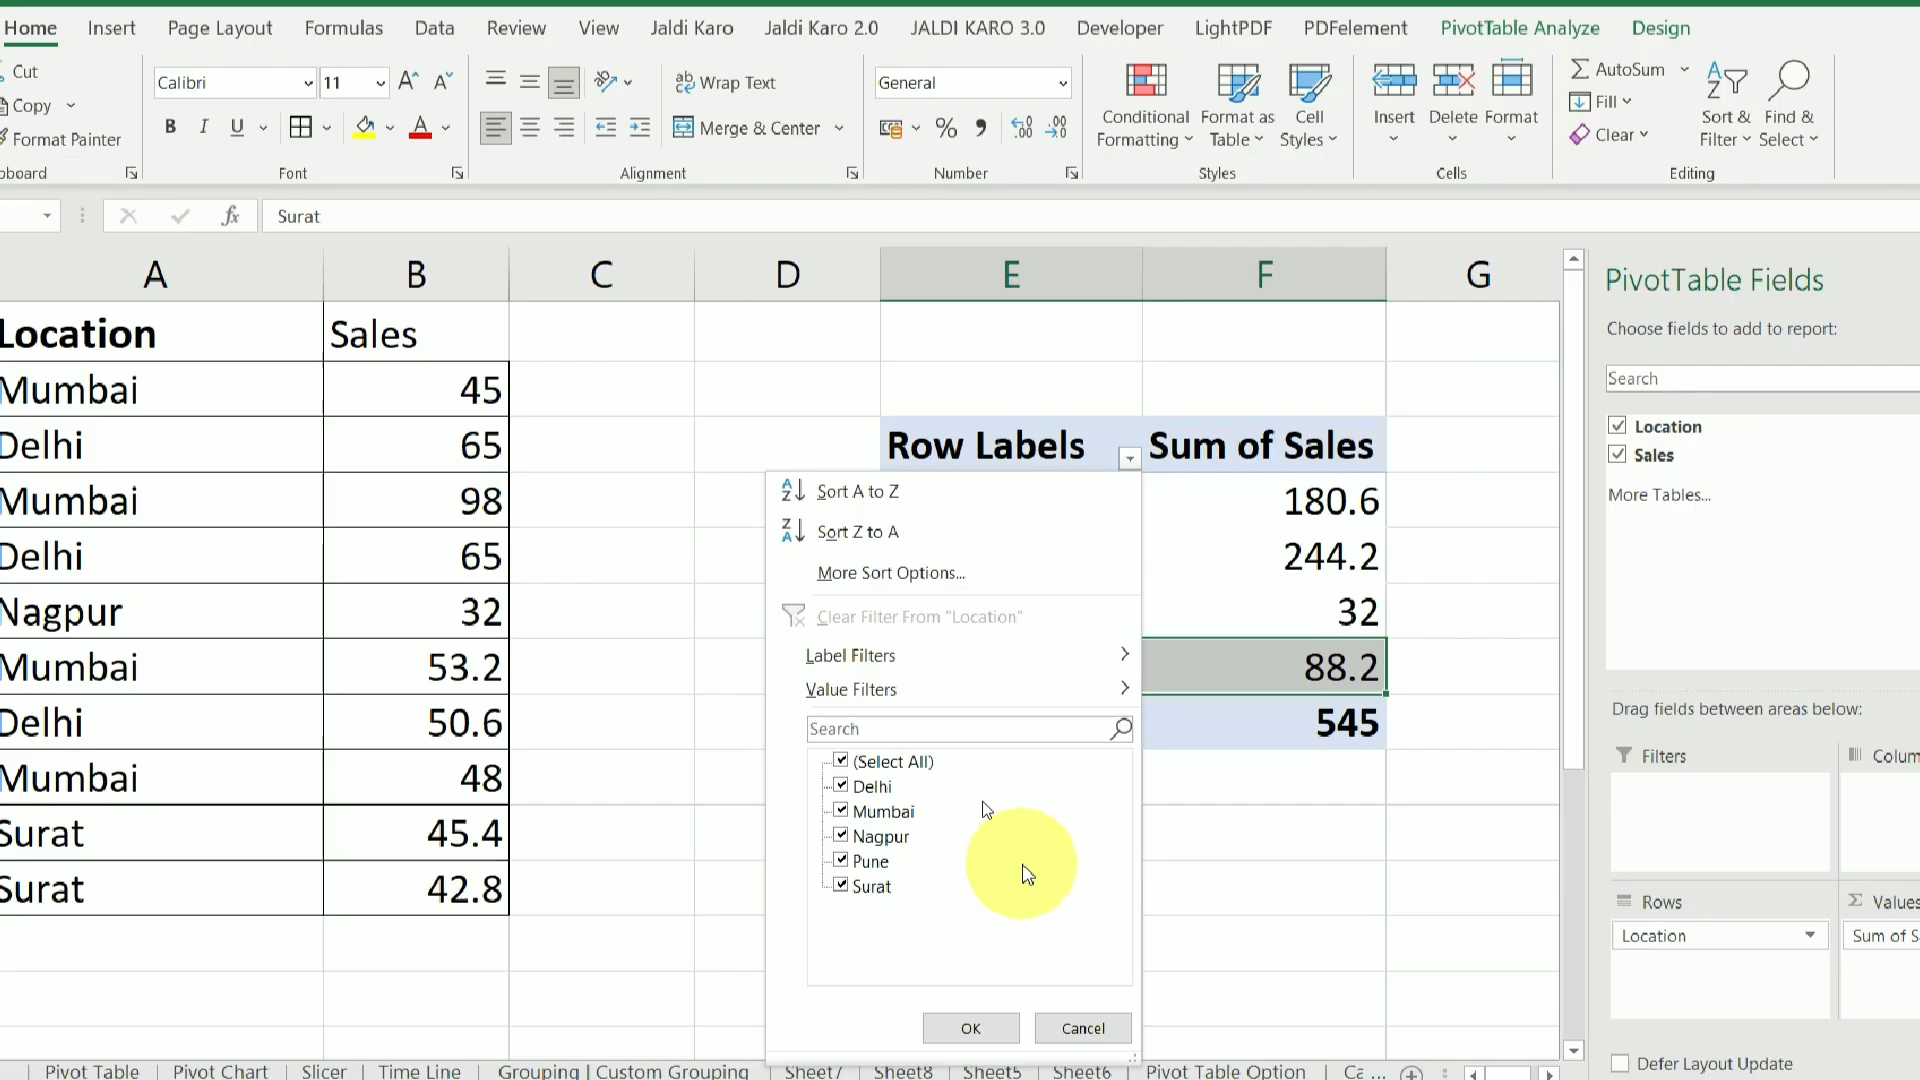 Home Insert Page Layout Formulas Data Review View Jaldi Karo Jaldi Karo 2.0 JALDI KARO 3.0 Developer LightPDF PDFelement PivotTable Analyze Design
Cut
Copy
Format Painter
Calibri 11
B I U
Wrap Text
Merge & Center
General
%
Conditional Formatting
Format as Table
Cell Styles
Insert Delete Format
AutoSum
Fill
Clear
Sort & Filter
Find & Select
pboard Font Alignment Number Styles Cells Editing
fx Surat
A B C D E F G
Location Sales
Mumbai 45
Delhi 65
Mumbai 98
Delhi 65
Nagpur 32
Mumbai 53.2
Delhi 50.6
Mumbai 48
Surat 45.4
Surat 42.8
Row Labels Sum of Sales
180.6
244.2
32
88.2
545
Sort A to Z
Sort Z to A
More Sort Options...
Clear Filter From "Location"
Label Filters
Value Filters
Search
(Select All)
Delhi
Mumbai
Nagpur
Pune
Surat
OK Cancel
PivotTable Fields
Choose fields to add to report:
Search
Location
Sales
More Tables...
Drag fields between areas below:
Filters Colum
Rows Values
Location Sum of S
Defer Layout Update
Pivot Table Pivot Chart Slicer Time Line Grouping | Custom Grouping Sheet7 Sheet8 Sheet5 Sheet6 Pivot Table Option Ca ...